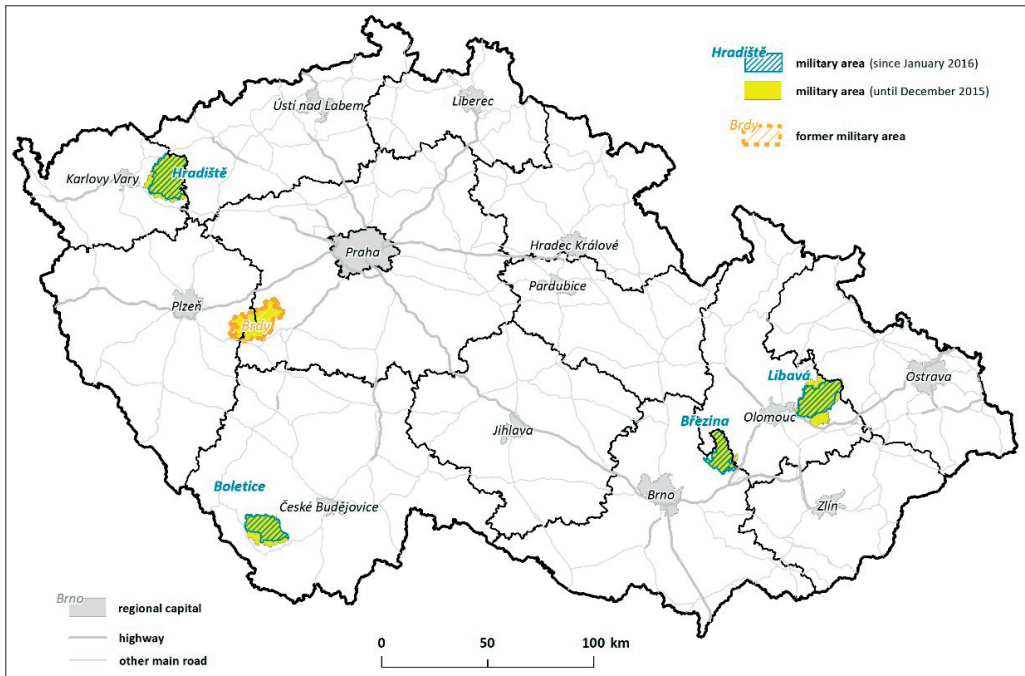 Hradiště military area (since January 2016)
military area (until December 2015)
Brdy former military area
Ústí nad Labem
Liberec
Karlovy Vary
Hradiště
Praha
Hradec Králové
Pardubice
Plzeň
Brdy
Libavá
Ostrava
Olomouc
Březina
Jihlava
Boletice
České Budějovice
Brno
Zlín
Brno regional capital
highway
other main road
0 50 100 km